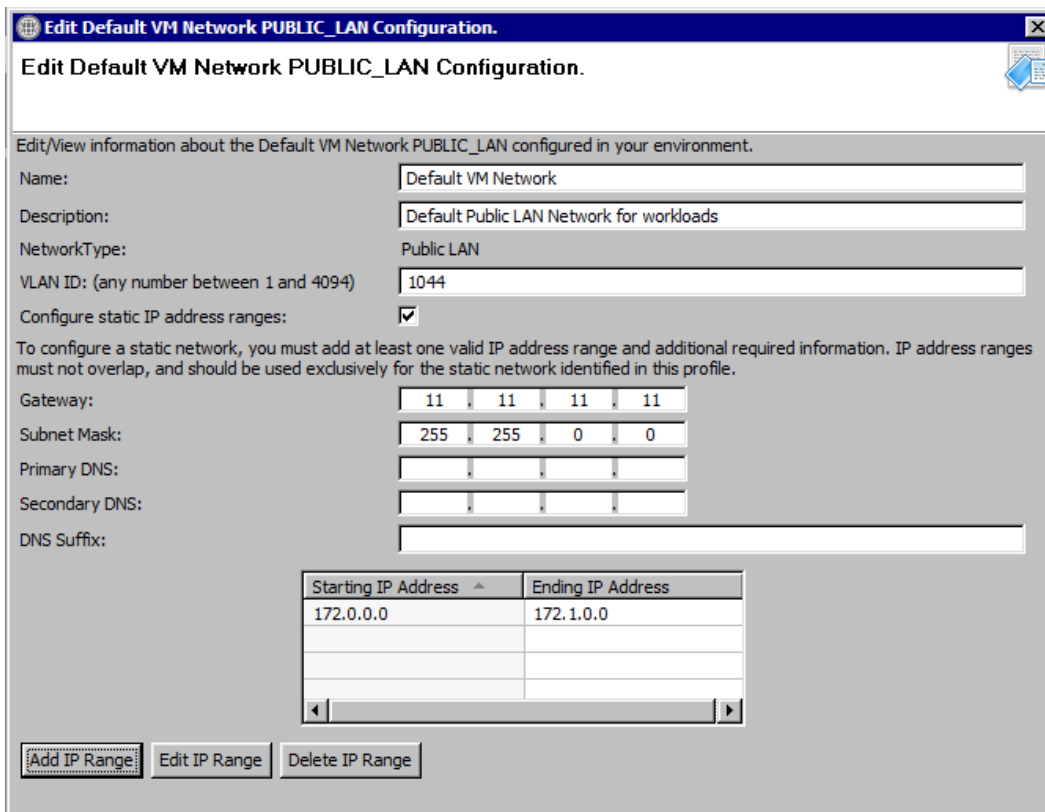 Edit Default VM Network PUBLIC_LAN Configuration.
Edit Default VM Network PUBLIC_LAN Configuration.
Edit/View information about the Default VM Network PUBLIC_LAN configured in your environment.
Name: Default VM Network
Description: Default Public LAN Network for workloads
NetworkType: Public LAN
VLAN ID: (any number between 1 and 4094) 1044
Configure static IP address ranges:
To configure a static network, you must add at least one valid IP address range and additional required information. IP address ranges
must not overlap, and should be used exclusively for the static network identified in this profile.
Gateway: 11 . 11 . 11 . 11
Subnet Mask: 255 . 255 . 0 . 0
Primary DNS: . . .
Secondary DNS: . . .
DNS Suffix:
Starting IP Address Ending IP Address
172.0.0.0 172.1.0.0
Add IP Range Edit IP Range Delete IP Range